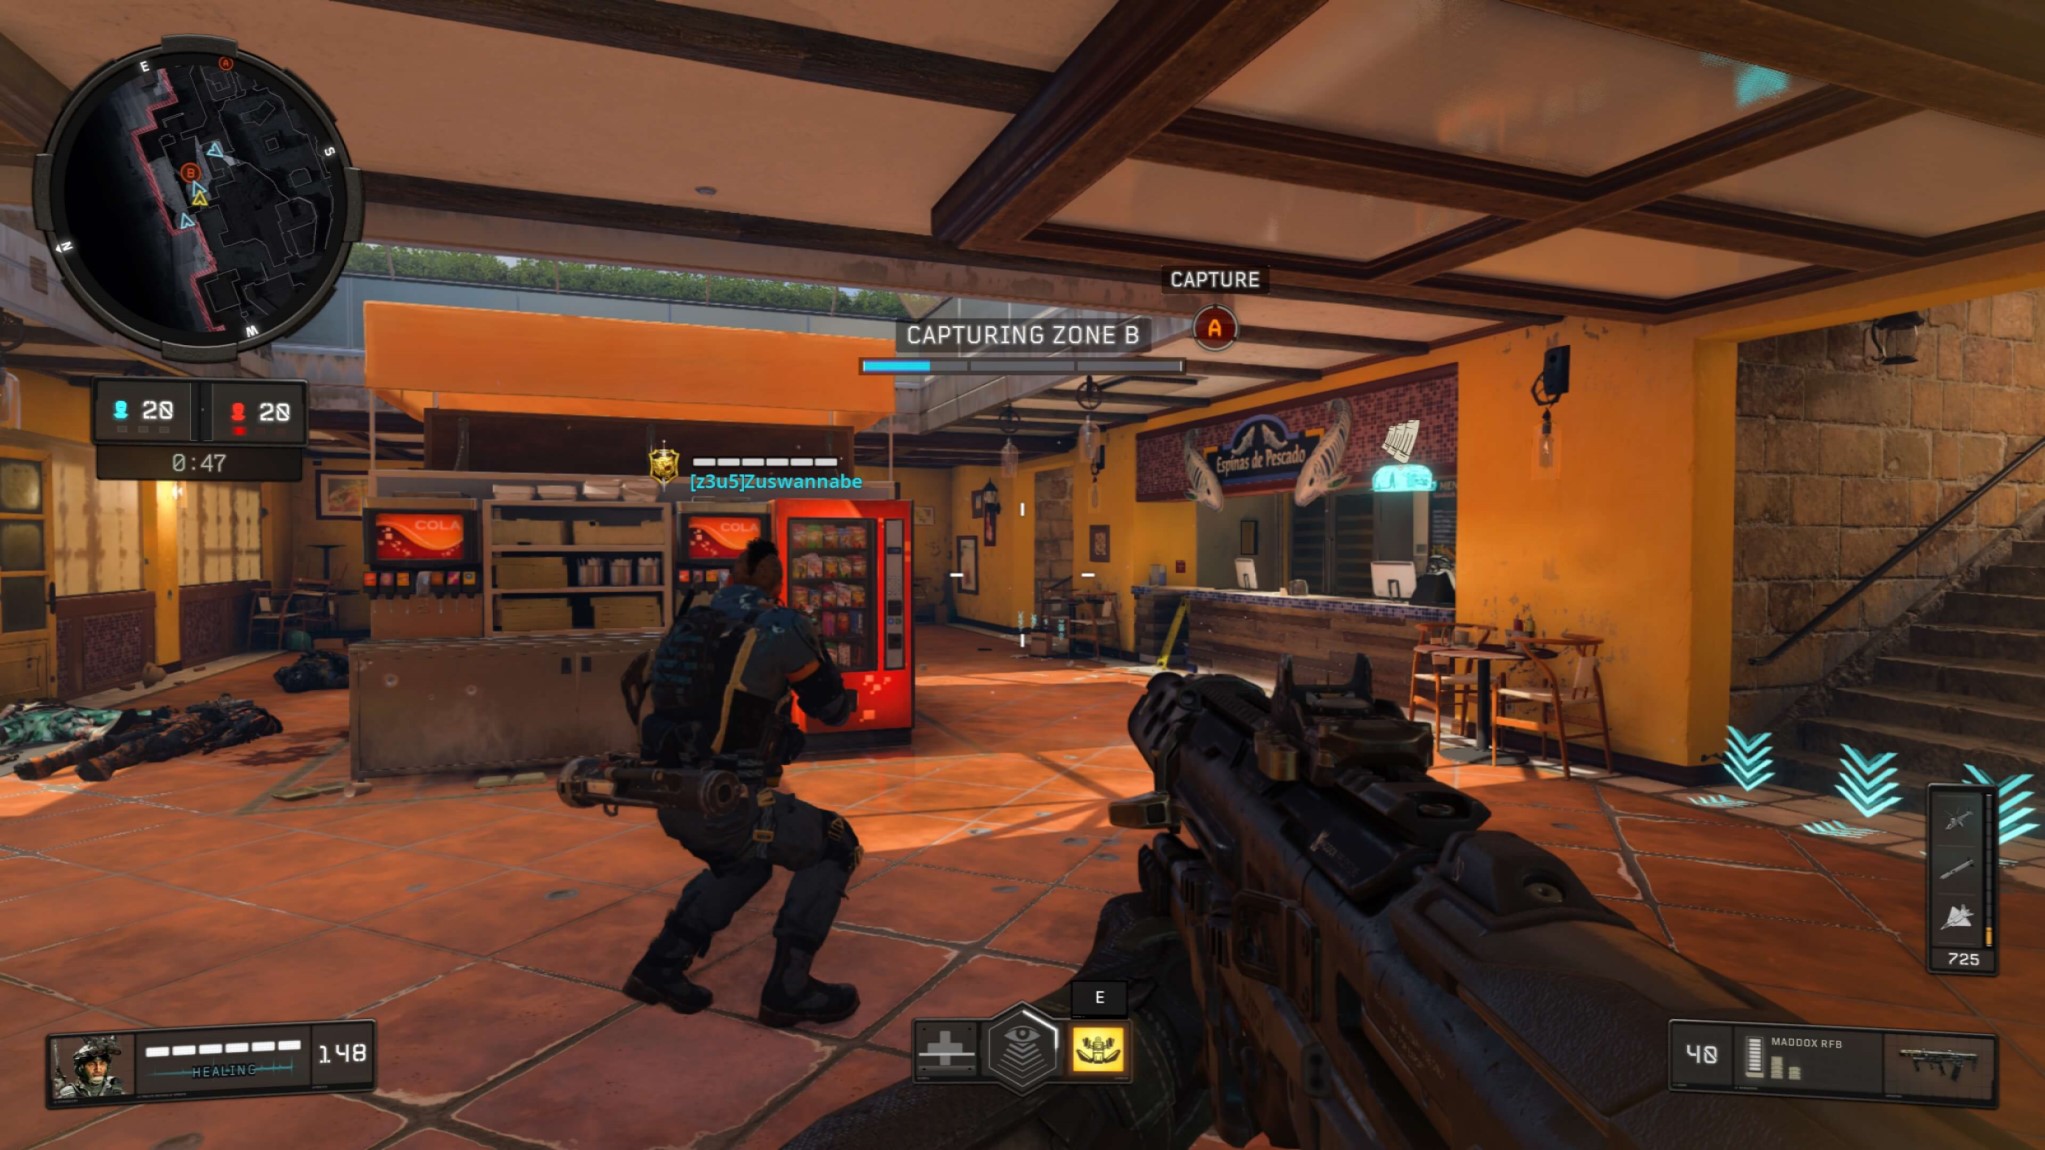 E
A
S
B
N
W
CAPTURE
A
CAPTURING ZONE B
20
20
0:47
Espinas de Pescado
[z3u5]Zuswannabe
COLA
COLA
725
E
148
HEALING
40
MADDOX RFB